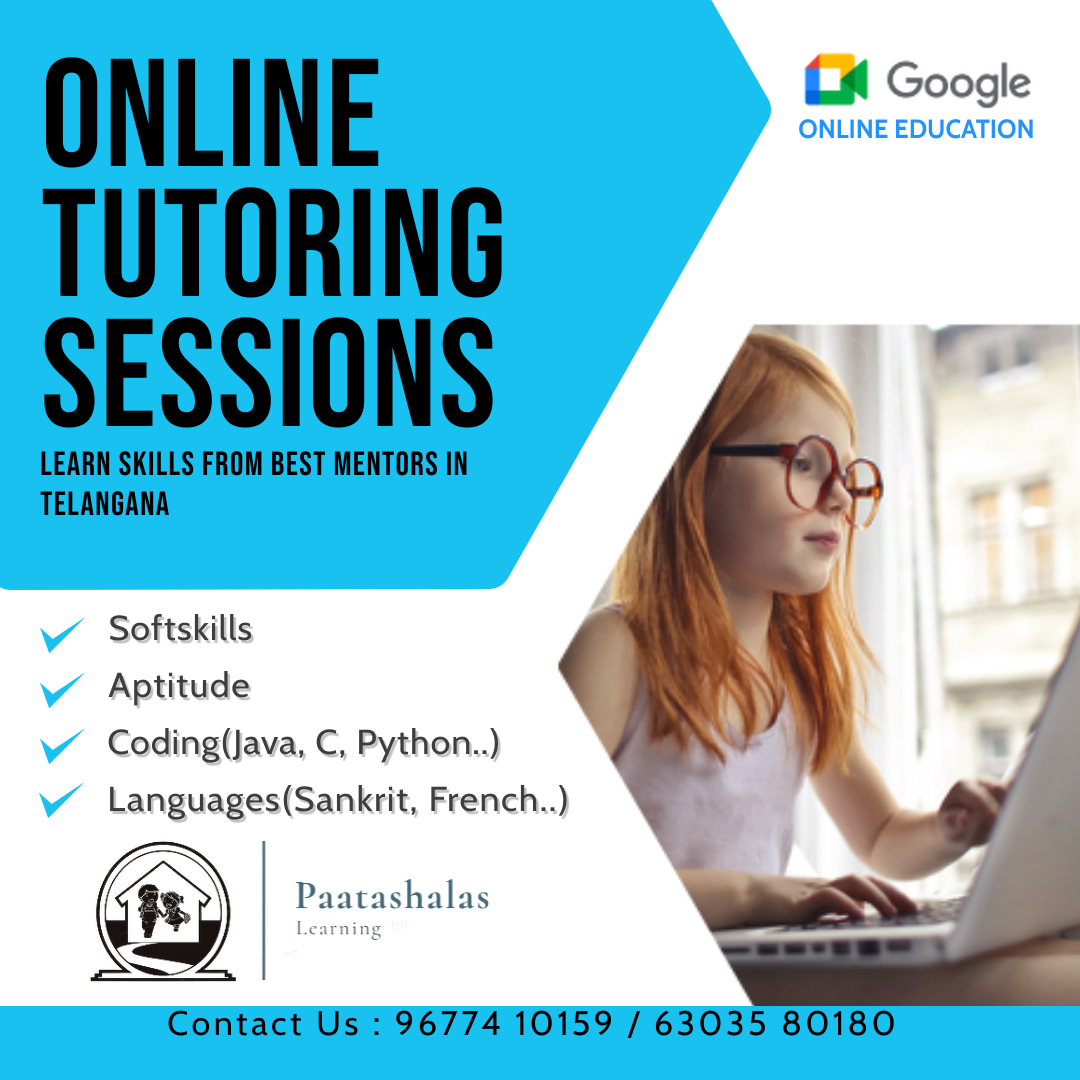 ONLINE
TUTORING
SESSIONS
LEARN SKILLS FROM BEST MENTORS IN
TELANGANA
Google
ONLINE EDUCATION
Softskills
Aptitude
Coding(Java, C, Python..)
Languages(Sankrit, French..)
Paatashalas
Learning
Contact Us : 96774 10159 / 63035 80180